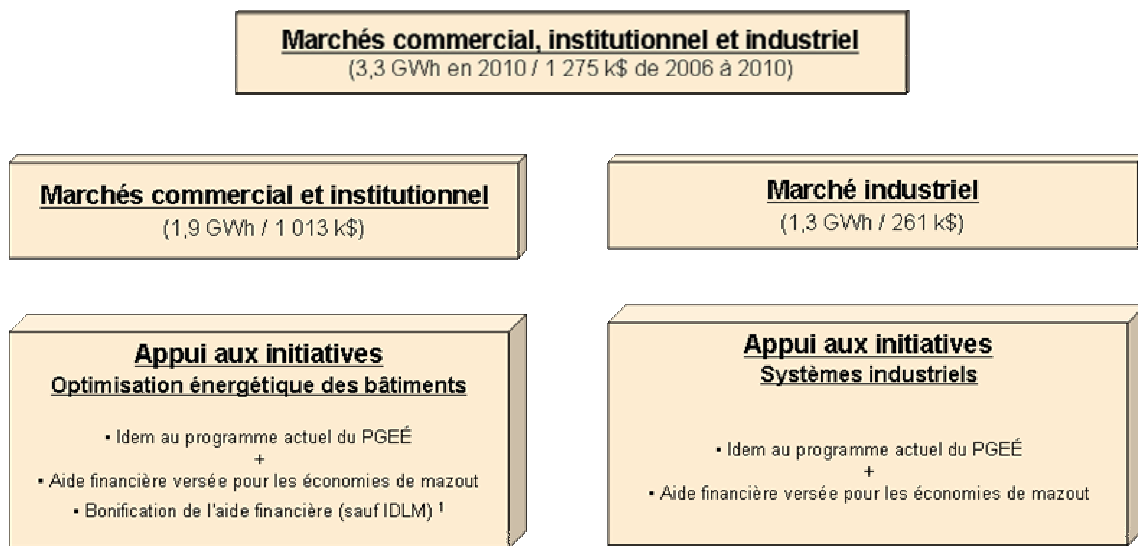 Marchés commercial, institutionnel et industriel
(3,3 GWh en 2010 / 1 275 k$ de 2006 à 2010)
Marchés commercial et institutionnel
(1,9 GWh / 1 013 k$)
Marché industriel
(1,3 GWh / 261 k$)
Appui aux initiatives
Optimisation énergétique des bâtiments
• Idem au programme actuel du PGEÉ
+
• Aide financière versée pour les économies de mazout
• Bonification de l'aide financière (sauf IDLM) 1
Appui aux initiatives
Systèmes industriels
• Idem au programme actuel du PGEÉ
+
• Aide financière versée pour les économies de mazout